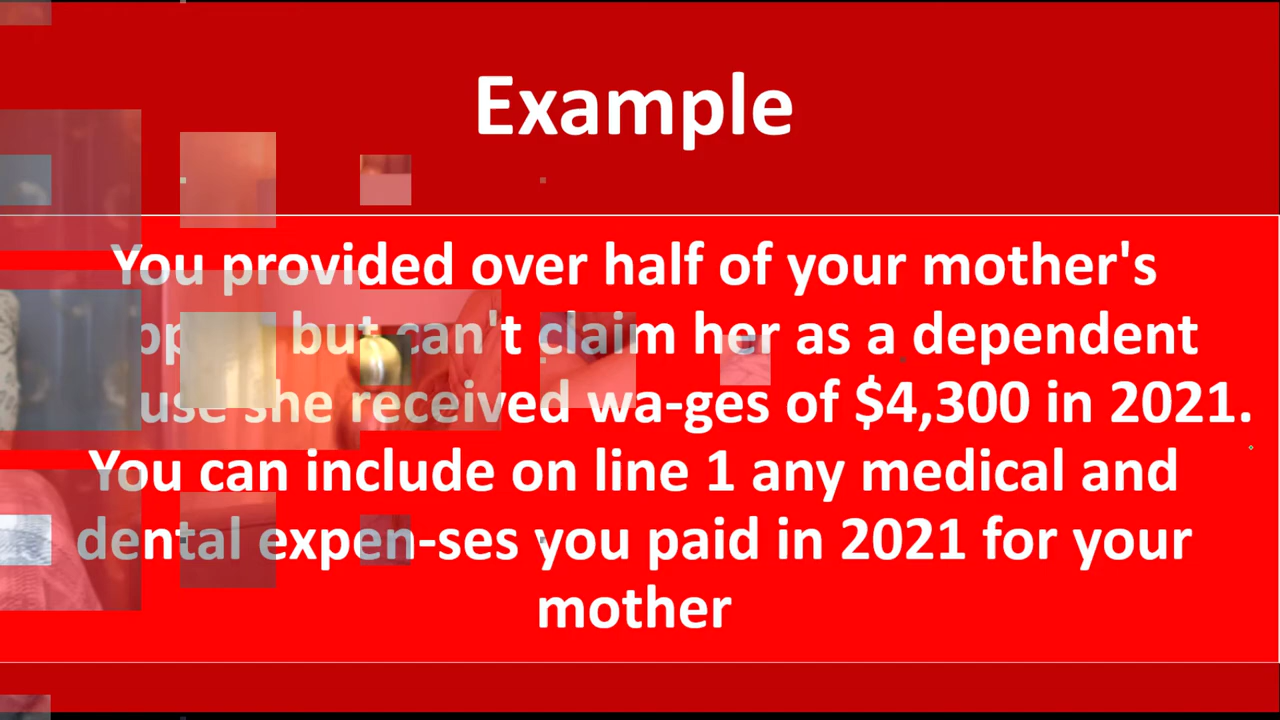 Example
You provided over half of your mother's
but can't claim her as a dependent
she received wa-ges of $4,300 in 2021.
You can include on line 1 any medical and
dental expen-ses you paid in 2021 for your
mother